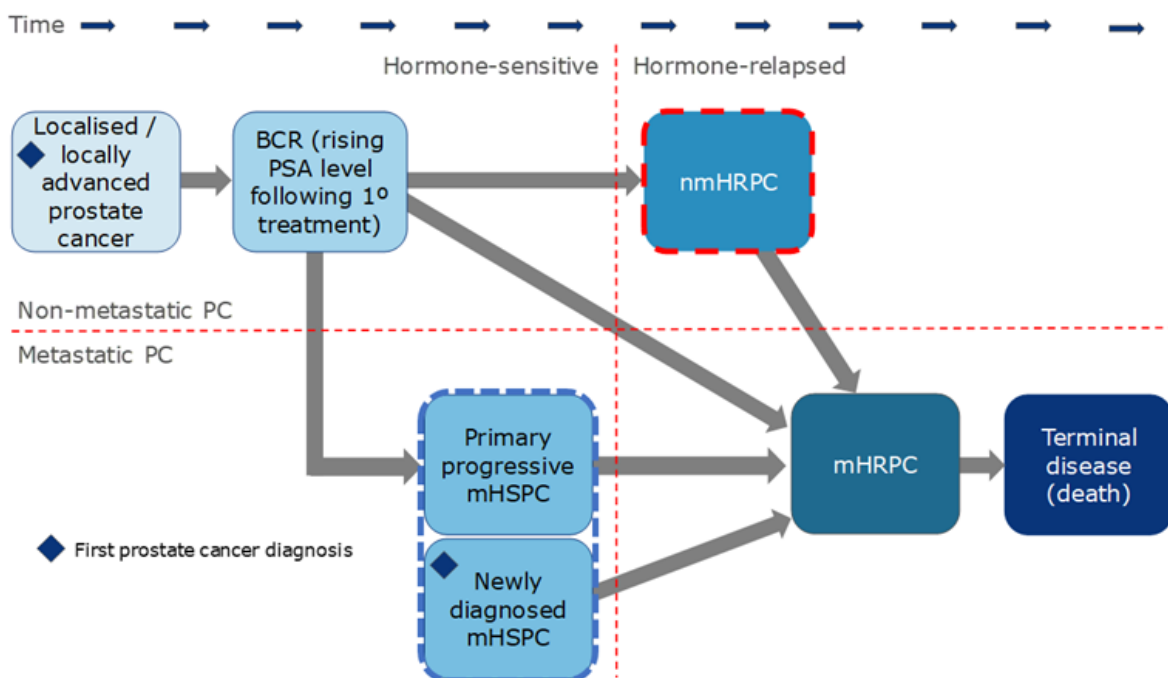 Time
Hormone-sensitive
Hormone-relapsed
Localised /
locally
advanced
prostate
cancer
BCR (rising
PSA level
following 1º
treatment)
nmHRPC
Non-metastatic PC
Metastatic PC
Primary
progressive
mHSPC
mHRPC
Terminal
disease
(death)
First prostate cancer diagnosis
Newly
diagnosed
mHSPC